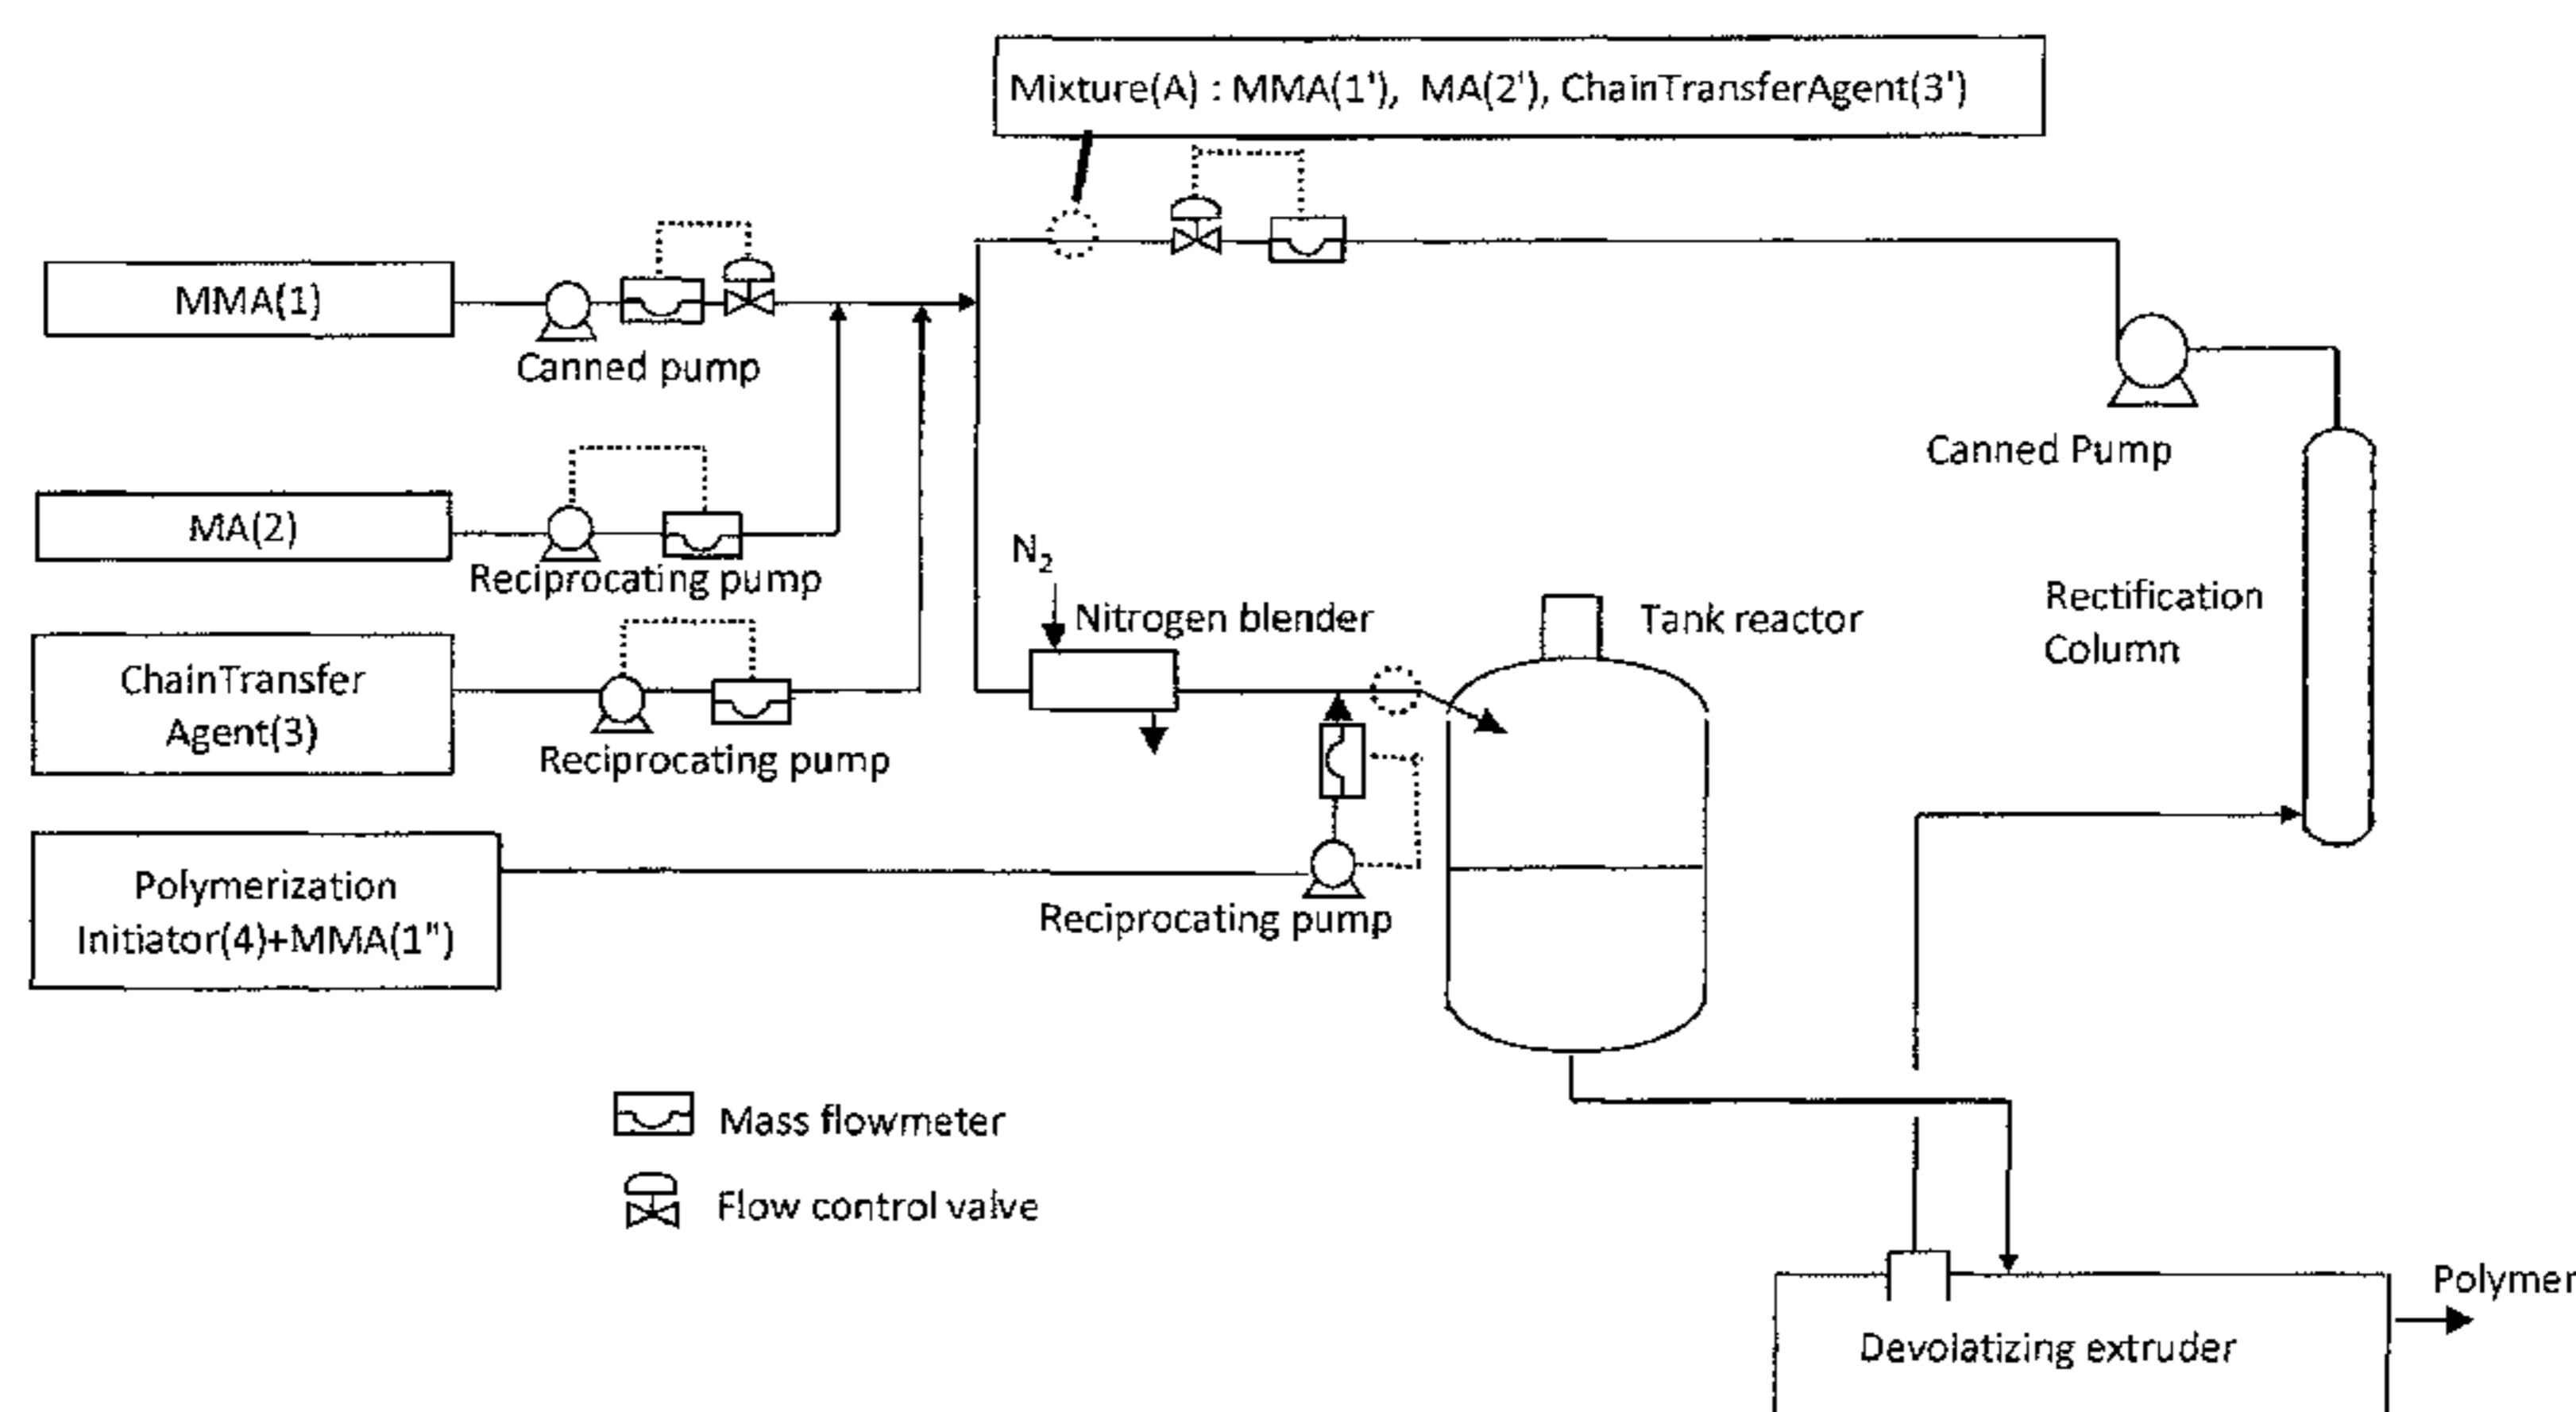 Mixture(A) : MMA(1'), MA(2'), ChainTransferAgent(3')
MMA(1)
Canned pump
Canned Pump
MA(2)
Reciprocating pump
N2
Nitrogen blender
Tank reactor
Rectification
Column
ChainTransfer
Agent(3)
Reciprocating pump
Polymerization
Initiator(4)+MMA(1")
Reciprocating pump
Mass flowmeter
Flow control valve
Polymer
Devolatizing extruder